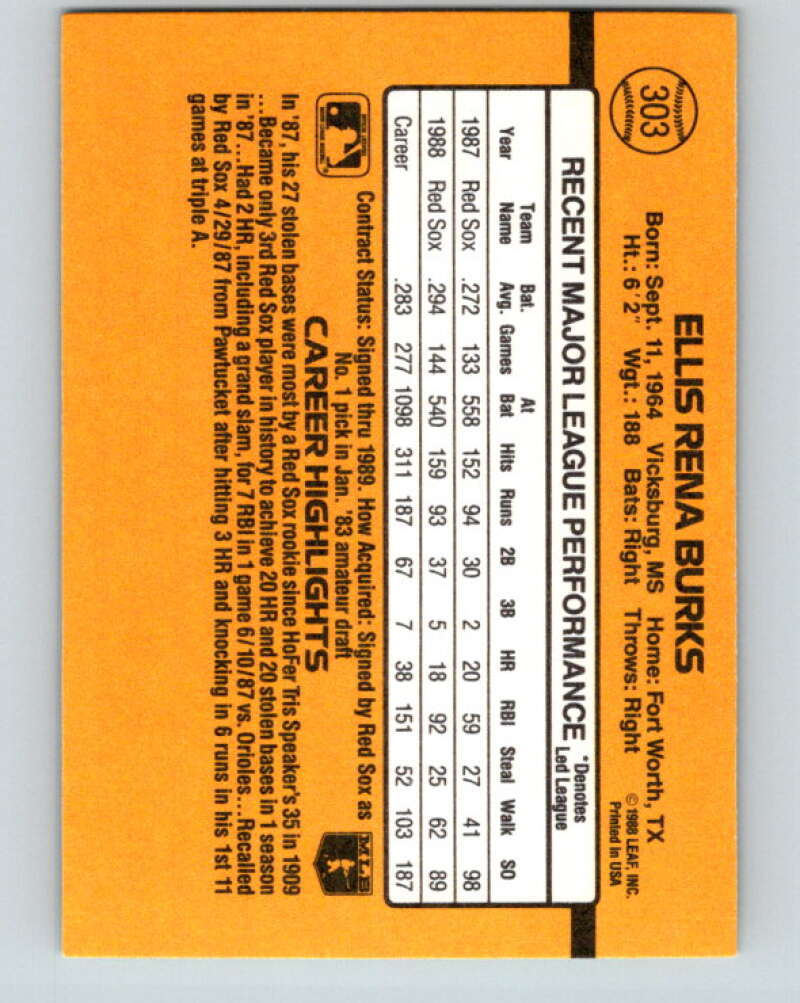 303
ELLIS RENA BURKS
Born: Sept. 11, 1964 Vicksburg, MS Home: Fort Worth, TX
Ht.: 6'2" Wgt.: 188 Bats: Right Throws: Right
© 1988 LEAF, INC.
Printed in USA
RECENT MAJOR LEAGUE PERFORMANCE
*Denotes
Led League
Year Team Name Bat. Avg. Games At Bat Hits Runs 2B 3B HR RBI Steal Walk SO
1987 Red Sox .272 133 558 152 94 30 2 20 59 27 41 98
1988 Red Sox .294 144 540 159 93 37 5 18 92 25 62 89
Career .283 277 1098 311 187 67 7 38 151 52 103 187
Contract Status: Signed thru 1989. How Acquired: Signed by Red Sox as
No. 1 pick in Jan. '83 amateur draft
MLB
CAREER HIGHLIGHTS
In '87, his 27 stolen bases were most by a Red Sox rookie since HoFer Tris Speaker's 35 in 1909
...Became only 3rd Red Sox player in history to achieve 20 HR and 20 stolen bases in 1 season
in '87...Had 2 HR, including a grand slam, for 7 RBI in 1 game 6/10/87 vs. Orioles...Recalled
by Red Sox 4/29/87 from Pawtucket after hitting 3 HR and knocking in 6 runs in his 1st 11
games at triple A.